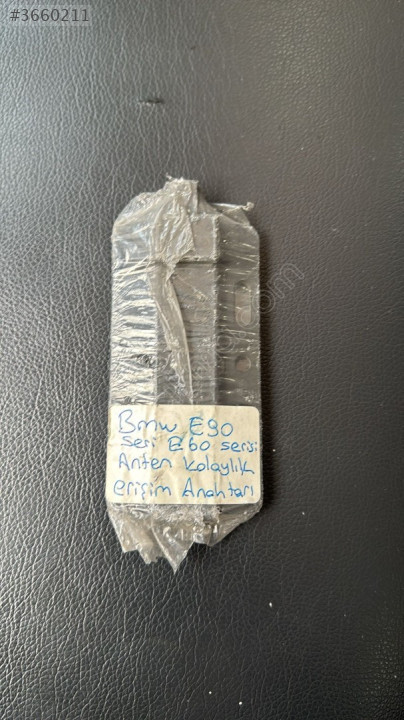 #3660211
Bmw E90
Seri E60 serisi
Anten kolaylık
erişim Anahtarı